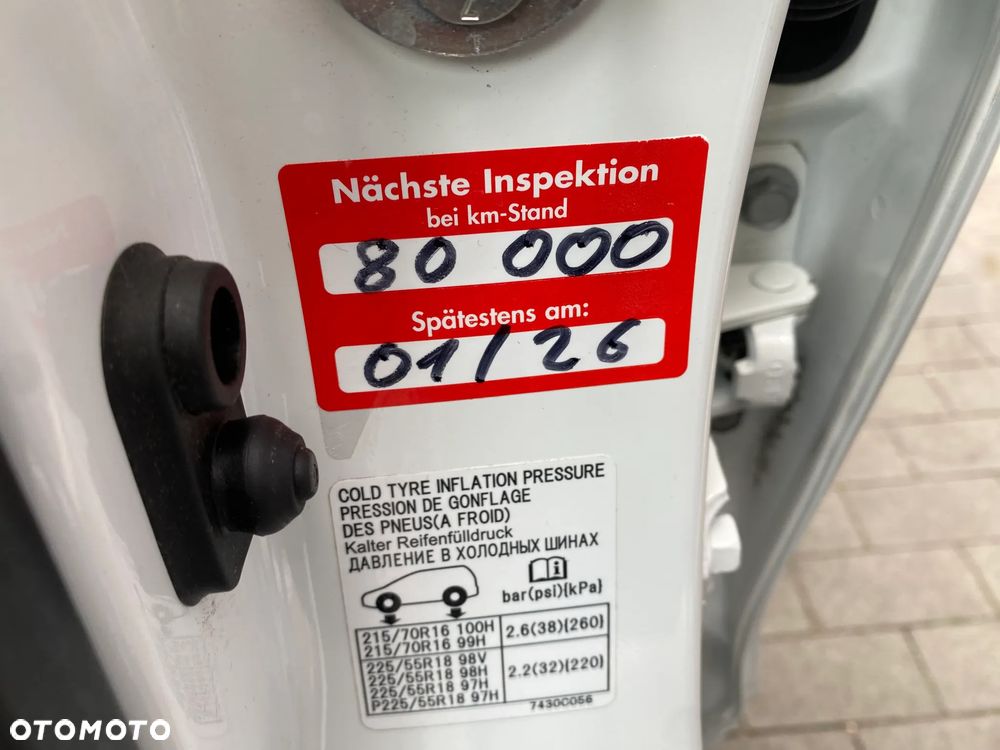 Nächste Inspektion
bei km-Stand
80 000
Spätestens am:
01/26
COLD TYRE INFLATION PRESSURE
PRESSION DE GONFLAGE
DES PNEUS(A FROID)
Kalter Reifenfülldruck
ДАВЛЕНИЕ В ХОЛОДНЫХ ШИНАХ
bar(psi){kPa}
215/70R16 100H
215/70R16 99H
2.6(38){260}
225/55R18 98V
225/55R18 98H
225/55R18 97H
P225/55R18 97H
2.2(32){220}
7430C056
OTOMOTO